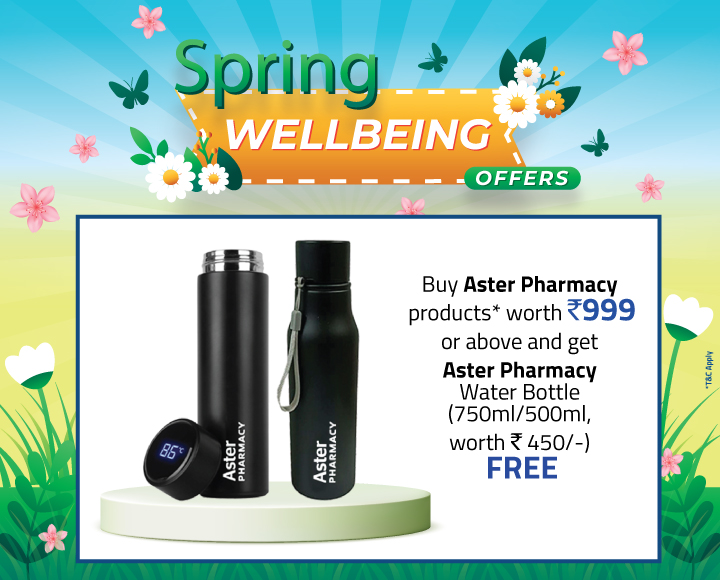 Spring
WELLBEING
OFFERS
Buy Aster Pharmacy
products* worth ₹999
or above and get
Aster Pharmacy
Water Bottle
(750ml/500ml,
worth ₹ 450/-)
FREE
*T&C Apply
86°C
Aster
PHARMACY
Aster
PHARMACY